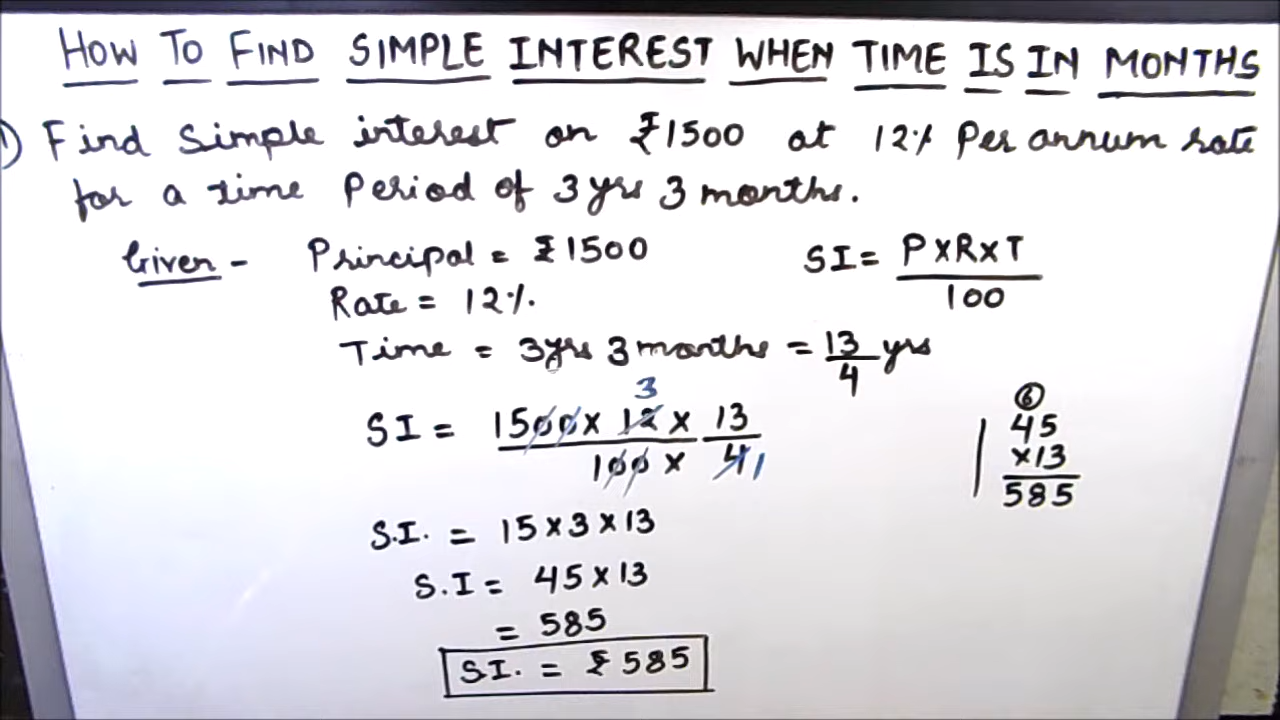 HOW TO FIND SIMPLE INTEREST WHEN TIME IS IN MONTHS
1) Find Simple interest on ₹1500 at 12% Per annum rate
for a time Period of 3 yrs 3 months.
Given - Principal = ₹1500
SI = P×R×T / 100
Rate = 12%.
Time = 3yrs 3 months = 13/4 yrs
3
SI = 1500 × 12 × 13 / 100 × 4 1
6
45
×13
585
S.I. = 15 × 3 × 13
S.I = 45 × 13
= 585
S.I. = ₹ 585